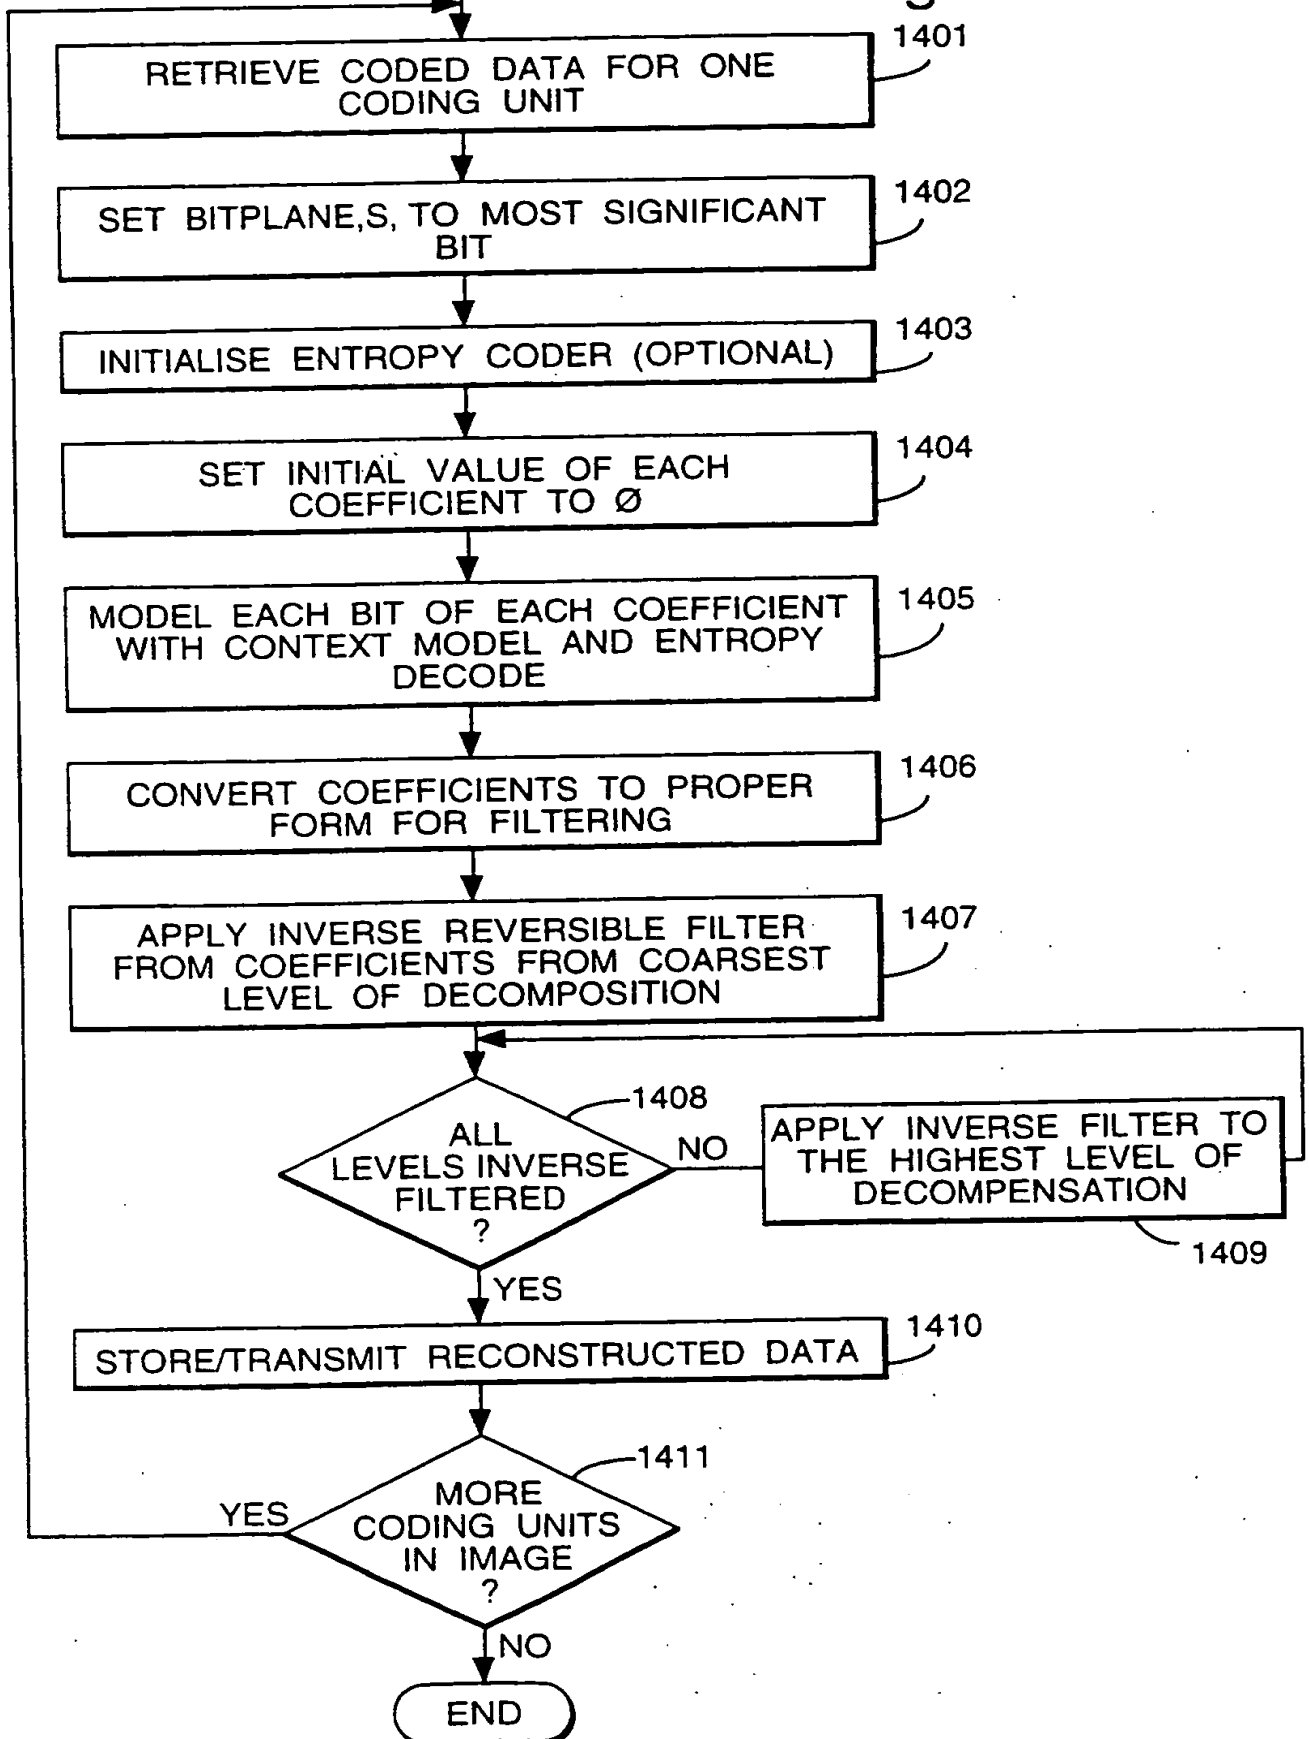 1401
RETRIEVE CODED DATA FOR ONE
CODING UNIT
1402
SET BITPLANE,S, TO MOST SIGNIFICANT
BIT
1403
INITIALISE ENTROPY CODER (OPTIONAL)
1404
SET INITIAL VALUE OF EACH
COEFFICIENT TO Ø
1405
MODEL EACH BIT OF EACH COEFFICIENT
WITH CONTEXT MODEL AND ENTROPY
DECODE
1406
CONVERT COEFFICIENTS TO PROPER
FORM FOR FILTERING
1407
APPLY INVERSE REVERSIBLE FILTER
FROM COEFFICIENTS FROM COARSEST
LEVEL OF DECOMPOSITION
1408
ALL
LEVELS INVERSE
FILTERED
?
NO
APPLY INVERSE FILTER TO
THE HIGHEST LEVEL OF
DECOMPENSATION
1409
YES
1410
STORE/TRANSMIT RECONSTRUCTED DATA
1411
MORE
CODING UNITS
IN IMAGE
?
YES
NO
END